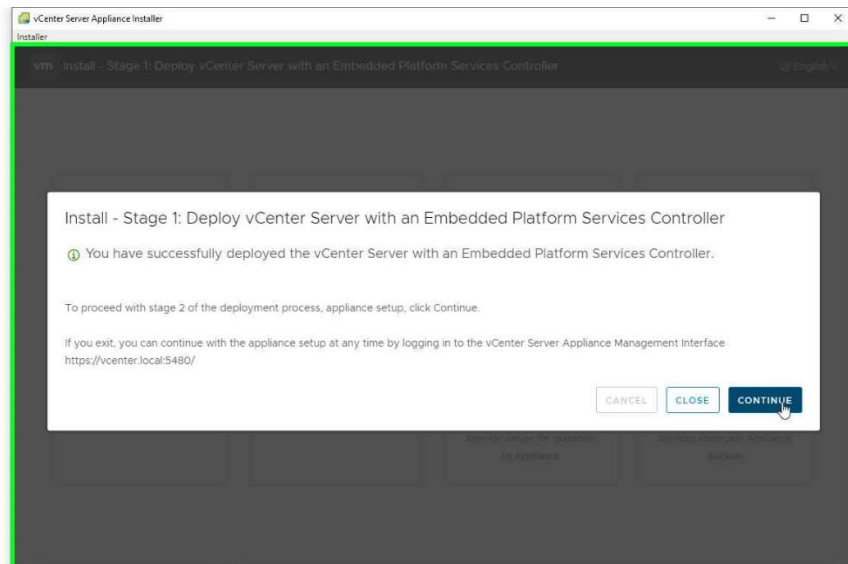 vCenter Server Appliance Installer
Installer
vm Install - Stage 1: Deploy vCenter Server with an Embedded Platform Services Controller English
Install - Stage 1: Deploy vCenter Server with an Embedded Platform Services Controller
You have successfully deployed the vCenter Server with an Embedded Platform Services Controller.
To proceed with stage 2 of the deployment process, appliance setup, click Continue.
If you exit, you can continue with the appliance setup at any time by logging in to the vCenter Server Appliance Management Interface
https://vcenter.local:5480/
CANCEL CLOSE CONTINUE